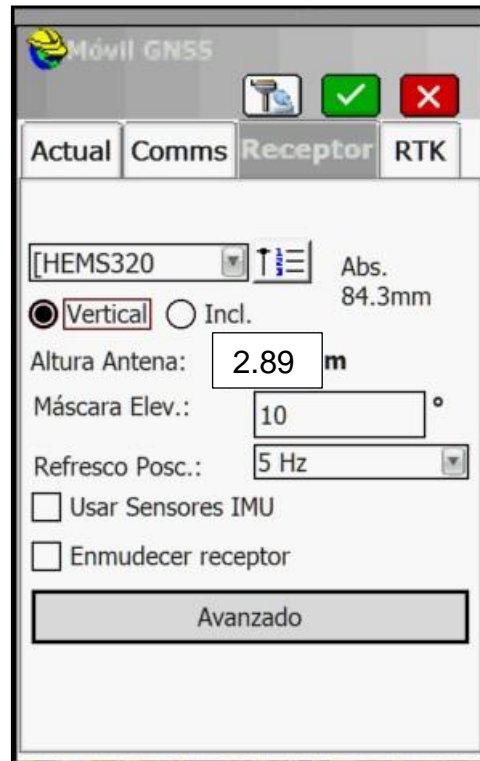 Móvil GNSS
Actual Comms Receptor RTK
[HEMS320 Abs.
84.3mm
Vertical Incl.
Altura Antena: 2.89 m
Máscara Elev.: 10 °
Refresco Posc.: 5 Hz
Usar Sensores IMU
Enmudecer receptor
Avanzado